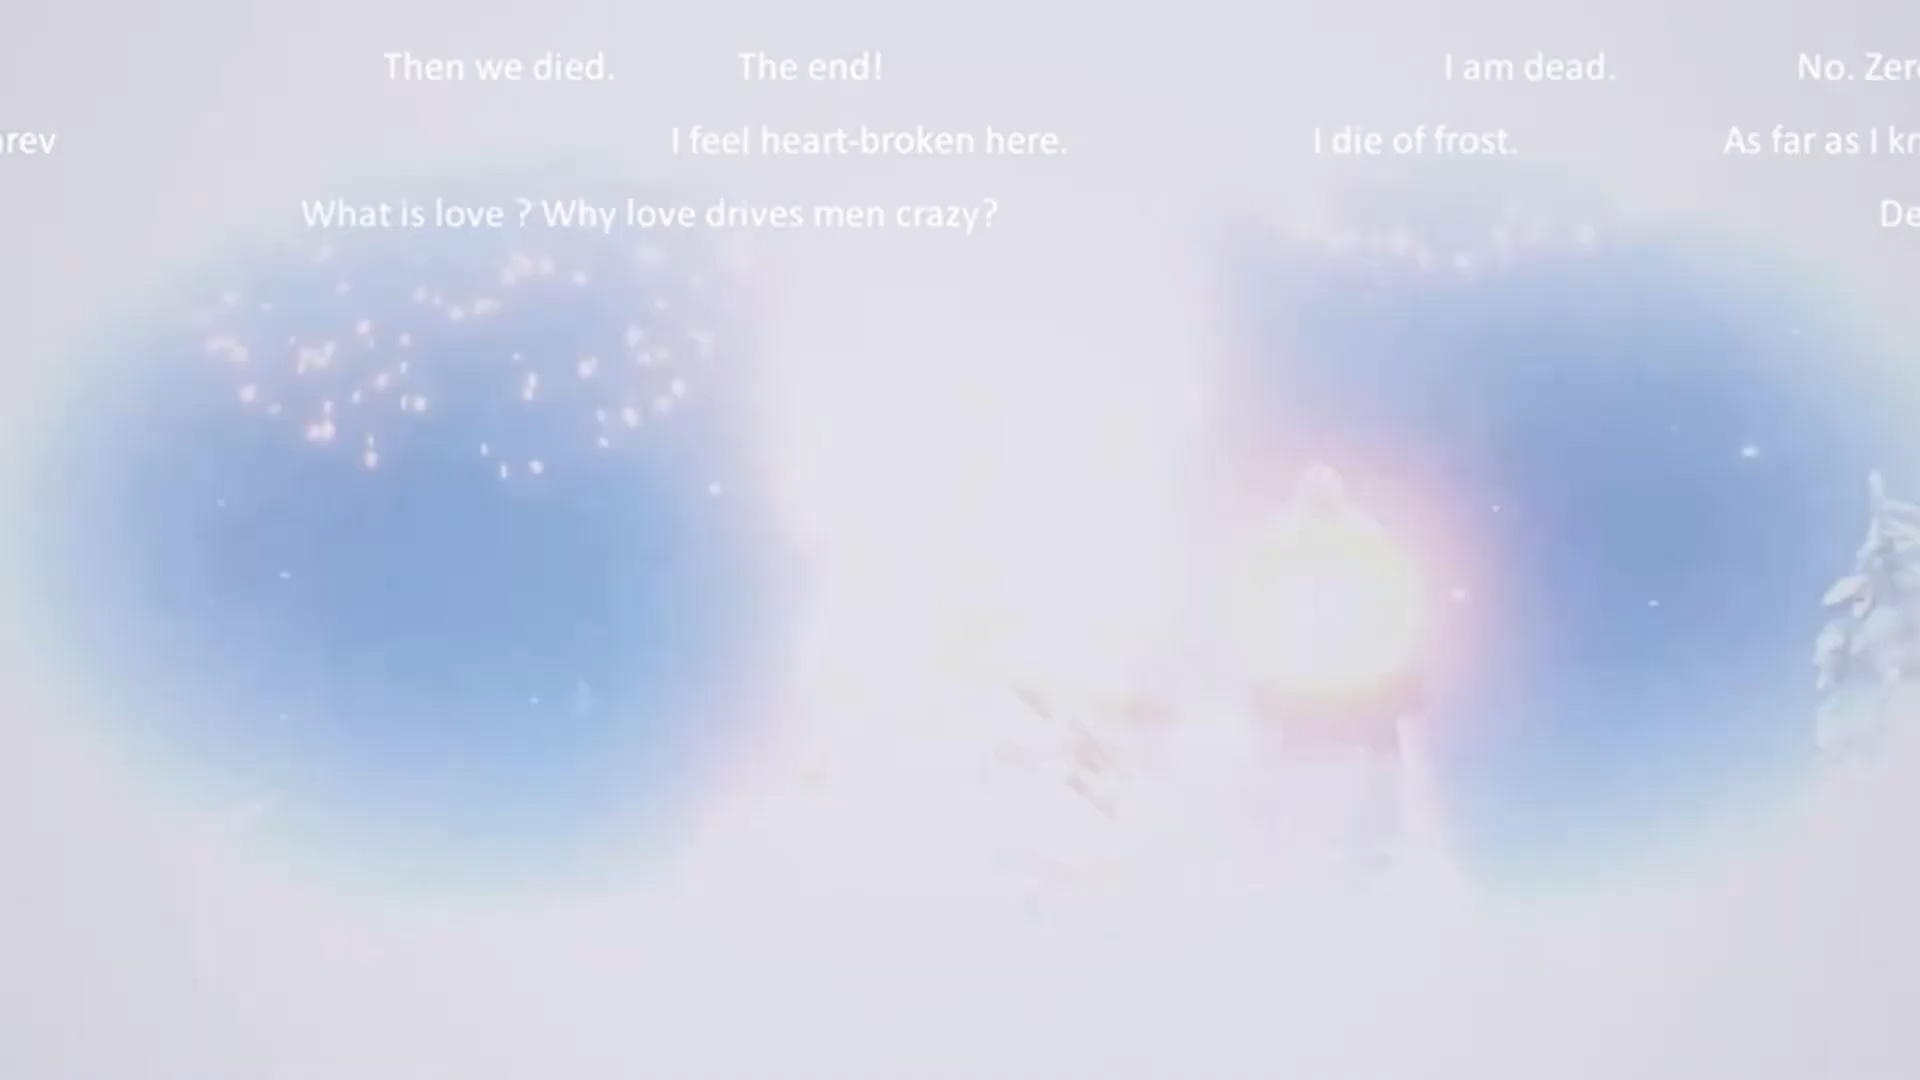 Then we died. The end! I am dead. No.
I feel heart-broken here. I die of frost. As far as I
What is love ? Why love drives men crazy?